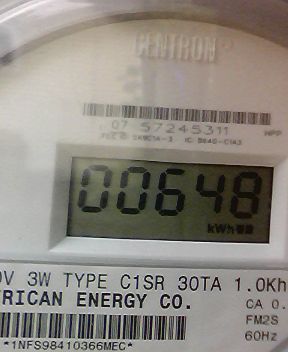 CENTRON
07 57245311
HPP
00648
kWh
0V 3W TYPE C1SR 30TA 1.0Kh
RICAN ENERGY CO.
CA 0.
FM2S
*1NFS98410366MEC*
60Hz